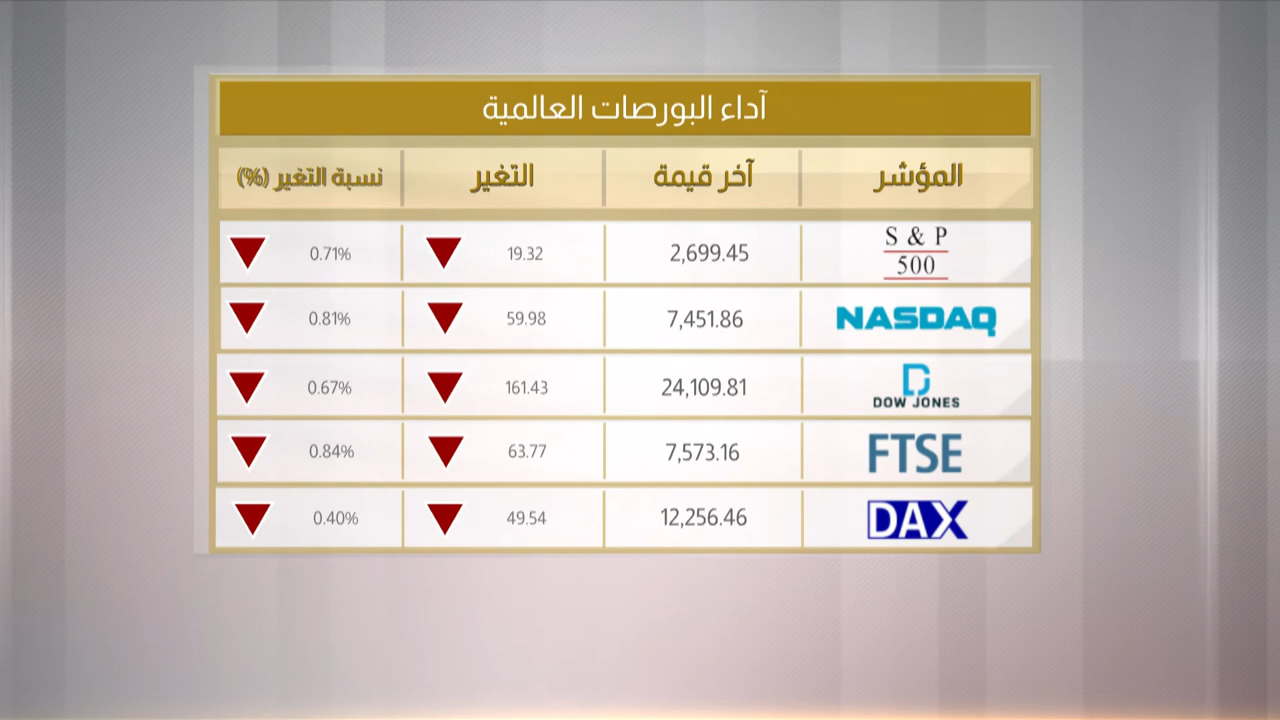 آداء البورصات العالمية
المؤشر آخر قيمة التغير نسبة التغير (%)
S & P 500 2,699.45 19.32 0.71%
NASDAQ 7,451.86 59.98 0.81%
DOW JONES 24,109.81 161.43 0.67%
FTSE 7,573.16 63.77 0.84%
DAX 12,256.46 49.54 0.40%